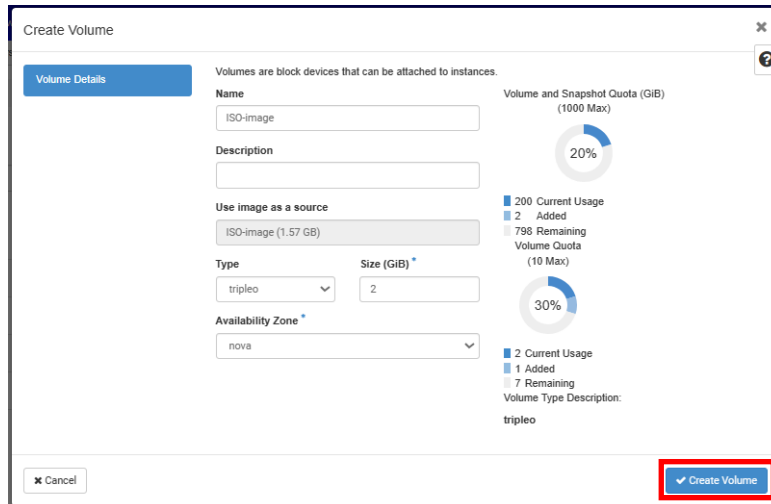 Create Volume
Volume Details
Volumes are block devices that can be attached to instances.
Name
ISO-image
Description
Use image as a source
ISO-image (1.57 GB)
Type
Size (GiB) *
tripleo
2
Availability Zone *
nova
Volume and Snapshot Quota (GiB)
(1000 Max)
20%
200 Current Usage
2 Added
798 Remaining
Volume Quota
(10 Max)
30%
2 Current Usage
1 Added
7 Remaining
Volume Type Description:
tripleo
Cancel
Create Volume